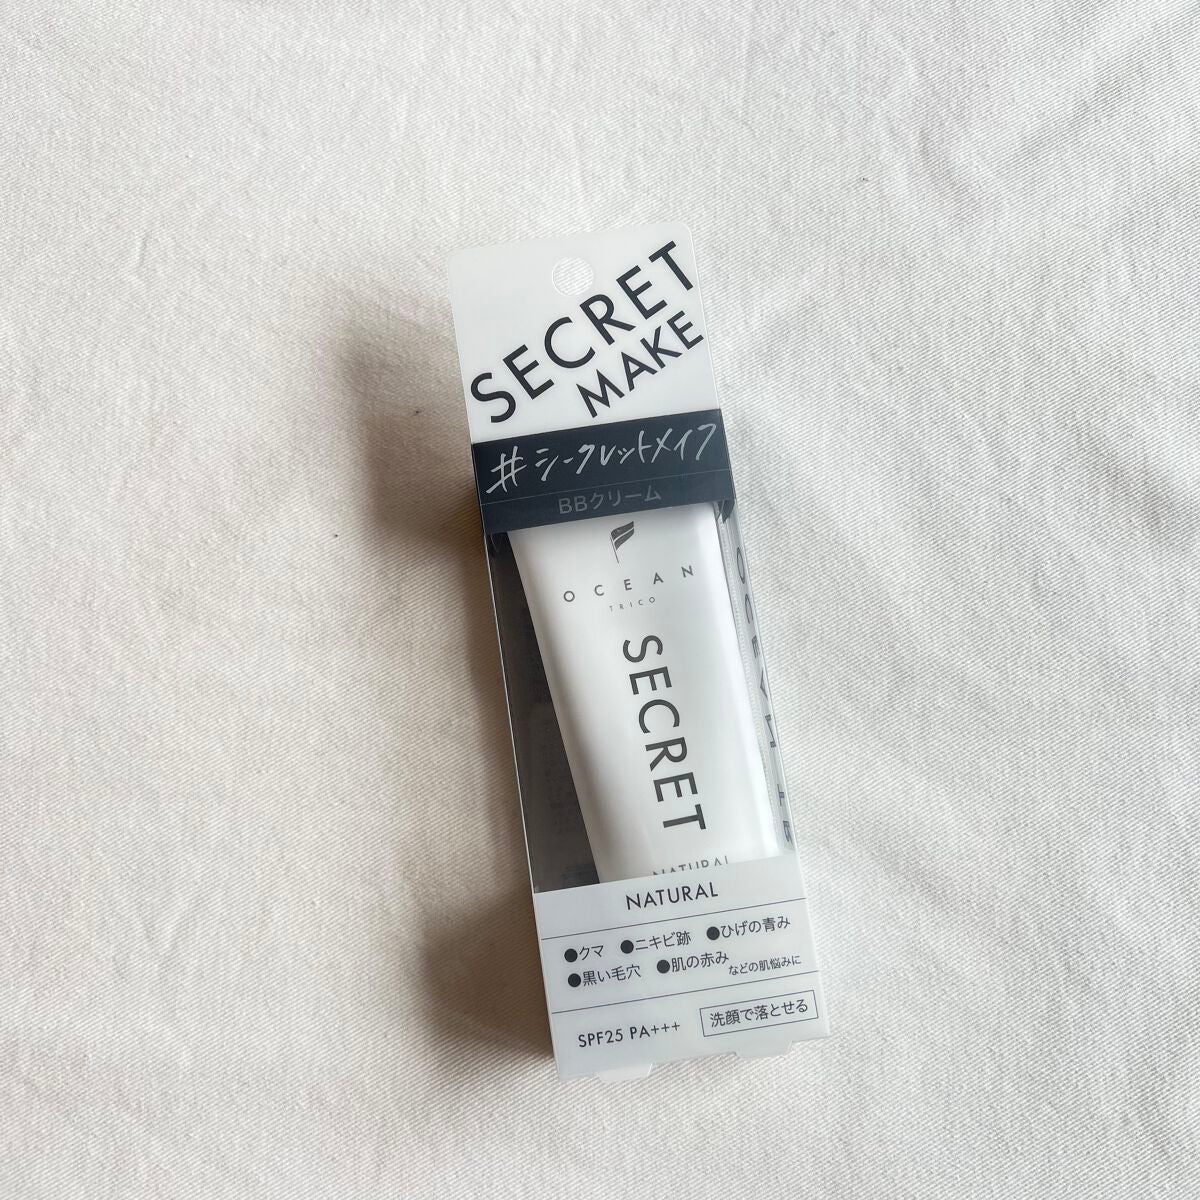 SECRET
MAKE
#シークレットメイク
BBクリーム
OCEAN
TRICO
SECRET
NATURAL
NATURAL
●クマ ●ニキビ跡 ●ひげの青み
●黒い毛穴 ●肌の赤み などの肌悩みに
SPF25 PA+++ 洗顔で落とせる
OCEAN